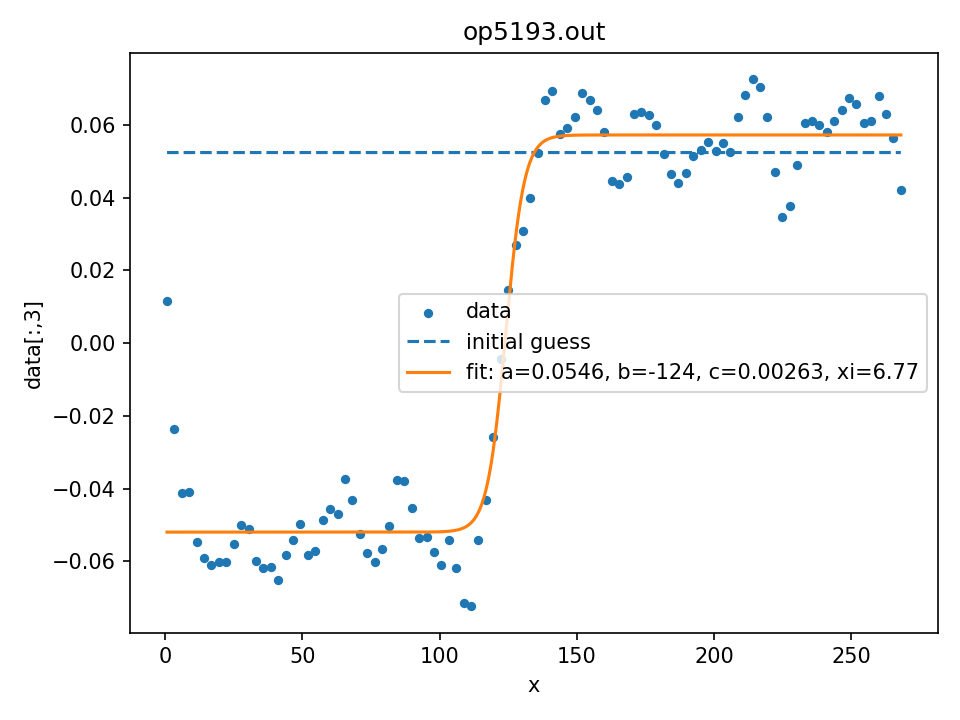 op5193.out
data[:,3]
0.06
0.04
0.02
0.00
−0.02
−0.04
−0.06
data
initial guess
fit: a=0.0546, b=-124, c=0.00263, xi=6.77
0 50 100 150 200 250
x